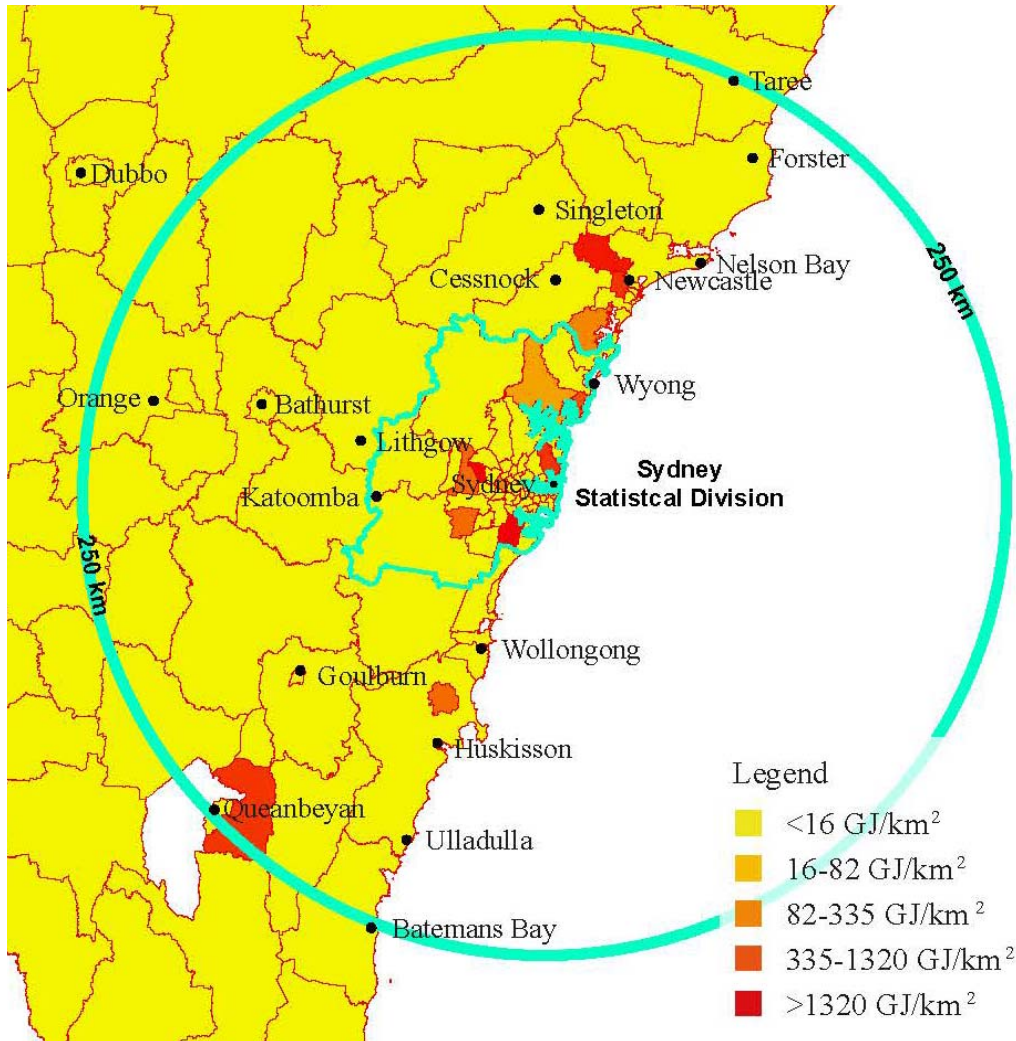 Taree
Dubbo
Forster
Singleton
250 km
Nelson Bay
Cessnock
Newcastle
Wyong
Orange
Bathurst
Lithgow
Sydney
Sydney
Statistcal Division
Katoomba
250 km
Wollongong
Goulburn
Huskisson
Legend
Queanbeyan
<16 GJ/km²
Ulladulla
16-82 GJ/km²
82-335 GJ/km²
Batemans Bay
335-1320 GJ/km²
>1320 GJ/km²